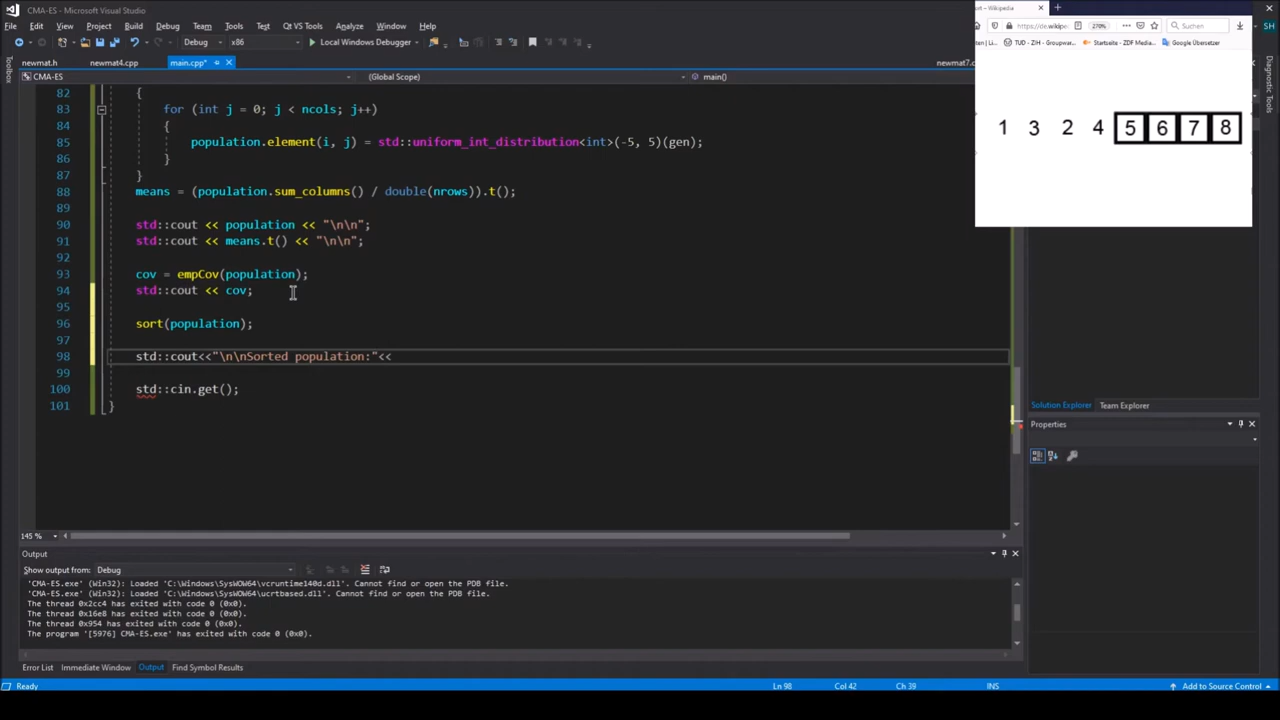 CMA-ES (Running) - Microsoft Visual Studio
File Edit View Project Build Debug Team Tools Test Qt VS Tools Analyze Window Help
Debug x86 Local Windows Debugger
newmat.h newmat4.cpp main.cpp* newmat7.c
CMA-ES (Global Scope) main()
82 {
83 for (int j = 0; j < ncols; j++)
84 {
85 population.element(i, j) = std::uniform_int_distribution<int>(-5, 5)(gen);
86 }
87 }
88 means = (population.sum_columns() / double(nrows)).t();
89
90 std::cout << population << "\n\n";
91 std::cout << means.t() << "\n\n";
92
93 cov = empCov(population);
94 std::cout << cov;
95
96 sort(population);
97
98 std::cout<<"\n\nSorted population:"<<
99
100 std::cin.get();
101 }
145 %
Output
Show output from: Debug
'CMA-ES.exe' (Win32): Loaded 'C:\Windows\SysWOW64\vcruntime140d.dll'. Cannot find or open the PDB file.
'CMA-ES.exe' (Win32): Loaded 'C:\Windows\SysWOW64\ucrtbased.dll'. Cannot find or open the PDB file.
The thread 0x2cc4 has exited with code 0 (0x0).
The thread 0x16e8 has exited with code 0 (0x0).
The thread 0x954 has exited with code 0 (0x0).
The program '[5976] CMA-ES.exe' has exited with code 0 (0x0).
Error List Immediate Window Output Find Symbol Results
Ready Ln 98 Col 42 Ch 39 INS Add to Source Control
Toolbox
ort – Wikipedia
https://de.wikipe 270% Suchen
ten | Li... TUD - ZIH - Groupwar... Startseite - ZDF Media... Google Übersetzer
1 3 2 4 5 6 7 8
SH
Diagnostic Tools
Solution Explorer Team Explorer
Properties